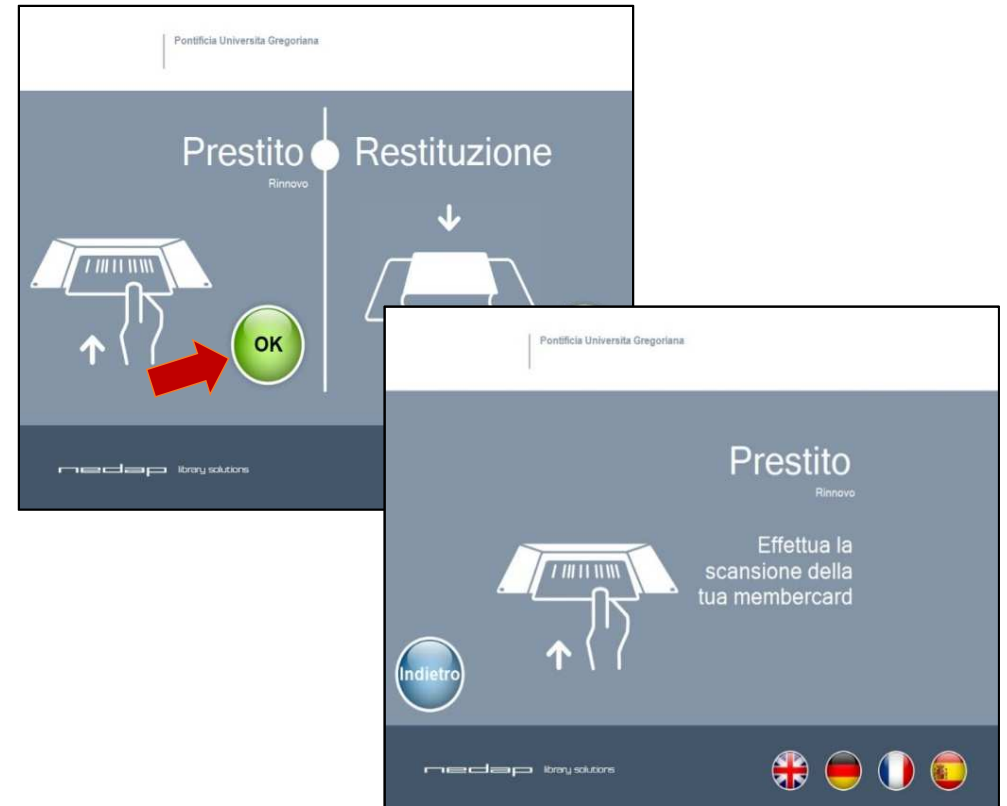 Pontificia Universita Gregoriana
Prestito
Restituzione
Rinnovo
OK
nedap library solutions
Pontificia Universita Gregoriana
Prestito
Rinnovo
Effettua la
scansione della
tua membercard
Indietro
nedap library solutions